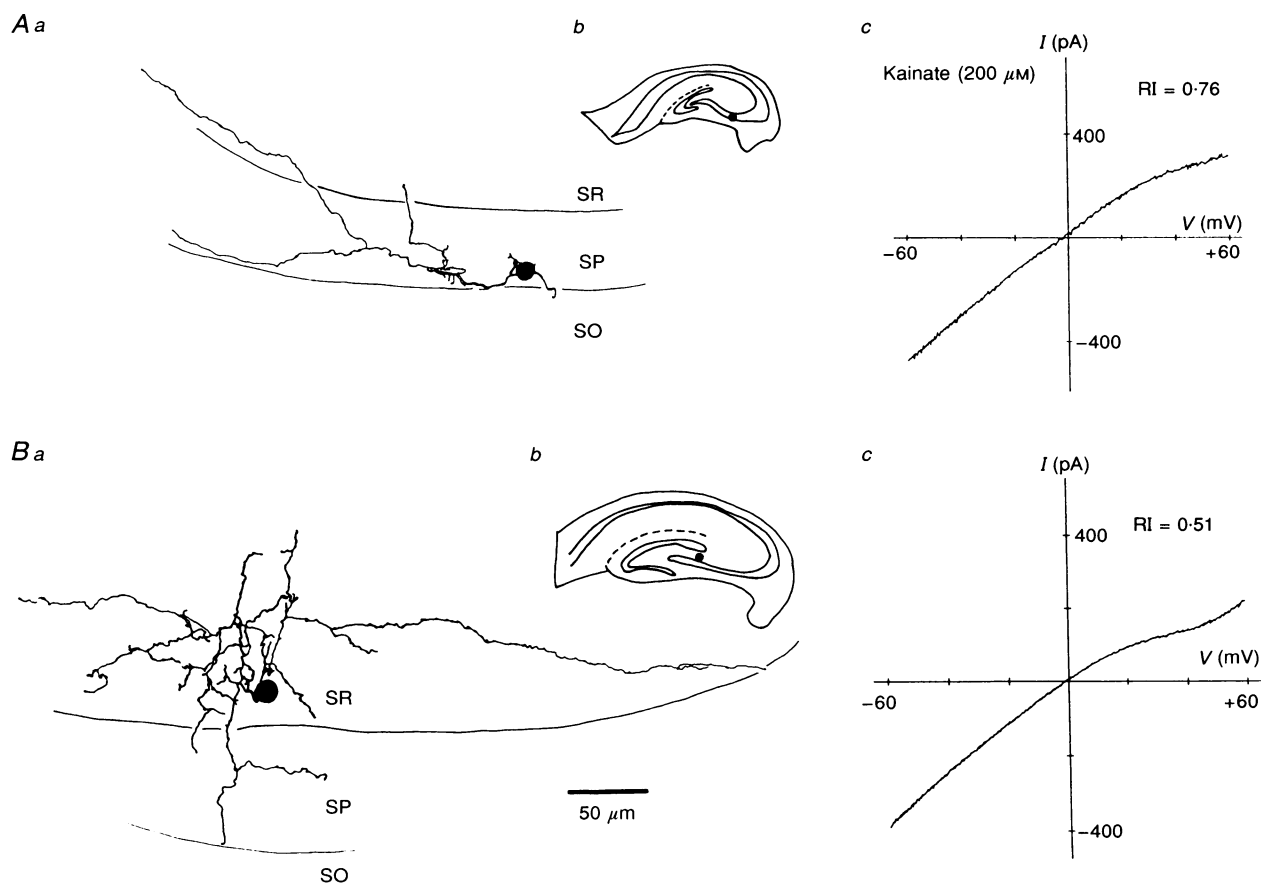 A a
b
c
I (pA)
Kainate (200 μM)
RI = 0·76
400
SR
V (mV)
−60
+60
SP
SO
−400
B a
b
c
I (pA)
RI = 0·51
400
V (mV)
SR
−60
+60
50 μm
SP
−400
SO